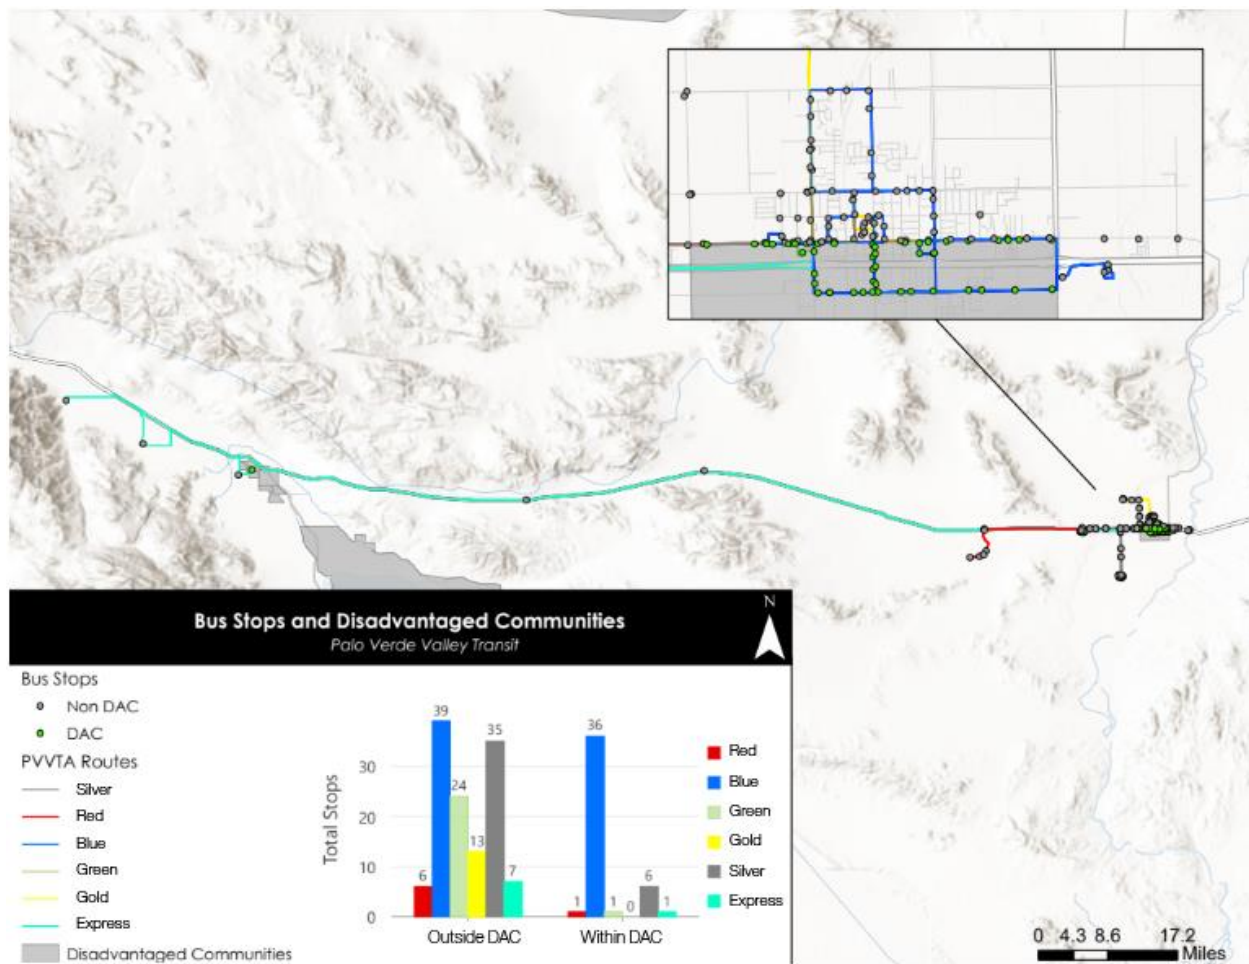 N
Bus Stops and Disadvantaged Communities
Palo Verde Valley Transit
Bus Stops
Non DAC
DAC
PVVTA Routes
Silver
Red
Blue
Green
Gold
Express
Disadvantaged Communities
Total Stops
30
20
10
0
6
39
24
13
35
7
1
36
1
0
6
1
Outside DAC
Within DAC
Red
Blue
Green
Gold
Silver
Express
0 4.3 8.6 17.2
Miles